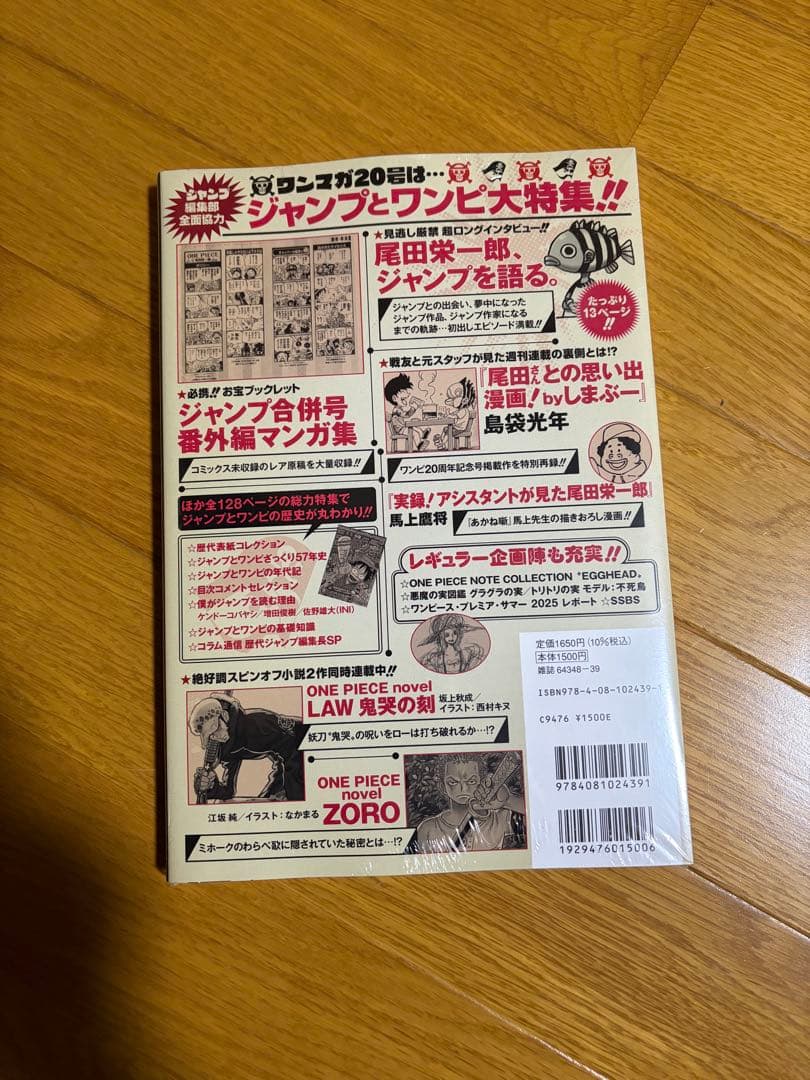 ジャンプ
編集部
全面協力
ワンマガ20号は…
ジャンプとワンピ大特集!!
ONE PIECE
★見逃し厳禁 超ロングインタビュー!!
尾田栄一郎、
ジャンプを語る。
ジャンプとの出会い、夢中になった
ジャンプ作品、ジャンプ作家になる
までの軌跡…初出しエピソード満載!!
たっぷり
13ページ
!!
★必携!! お宝ブックレット
ジャンプ合併号
番外編マンガ集
コミックス未収録のレア原稿を大量収録!!
★戦友と元スタッフが見た週刊連載の裏側とは!?
『尾田さんとの思い出
漫画!byしまぶー』
島袋光年
ワンピ20周年記念号掲載作を特別再録!!
『実録!アシスタントが見た尾田栄一郎』
馬上鷹将
『あかね噺』馬上先生の描きおろし漫画!!
ほか全128ページの総力特集で
ジャンプとワンピの歴史が丸わかり!!
☆歴代表紙コレクション
☆ジャンプとワンピざっくり57年史
☆ジャンプとワンピの年代記
☆目次コメントセレクション
☆僕がジャンプを読む理由
ケンドーコバヤシ/増田俊樹/佐野雄大(INI)
☆ジャンプとワンピの基礎知識
☆コラム通信 歴代ジャンプ編集長SP
レギュラー企画陣も充実!!
☆ONE PIECE NOTE COLLECTION "EGGHEAD"
☆悪魔の実図鑑 グラグラの実/トリトリの実 モデル:不死鳥
☆ワンピース・プレミア・サマー 2025 レポート ☆SSBS
★絶好調スピンオフ小説2作同時連載中!!
ONE PIECE novel
LAW 鬼哭の刻
坂上秋成/
イラスト:西村キヌ
妖刀"鬼哭"の呪いをローは打ち破れるか…!?
ONE PIECE
novel
ZORO
江坂 純/イラスト:なかまる
ミホークのわらべ歌に隠されていた秘密とは…!?
定価1650円(10%税込)
本体1500円
雑誌 64348-39
ISBN978-4-08-102439-1
C9476 ¥1500E
9784081024391
1929476015006